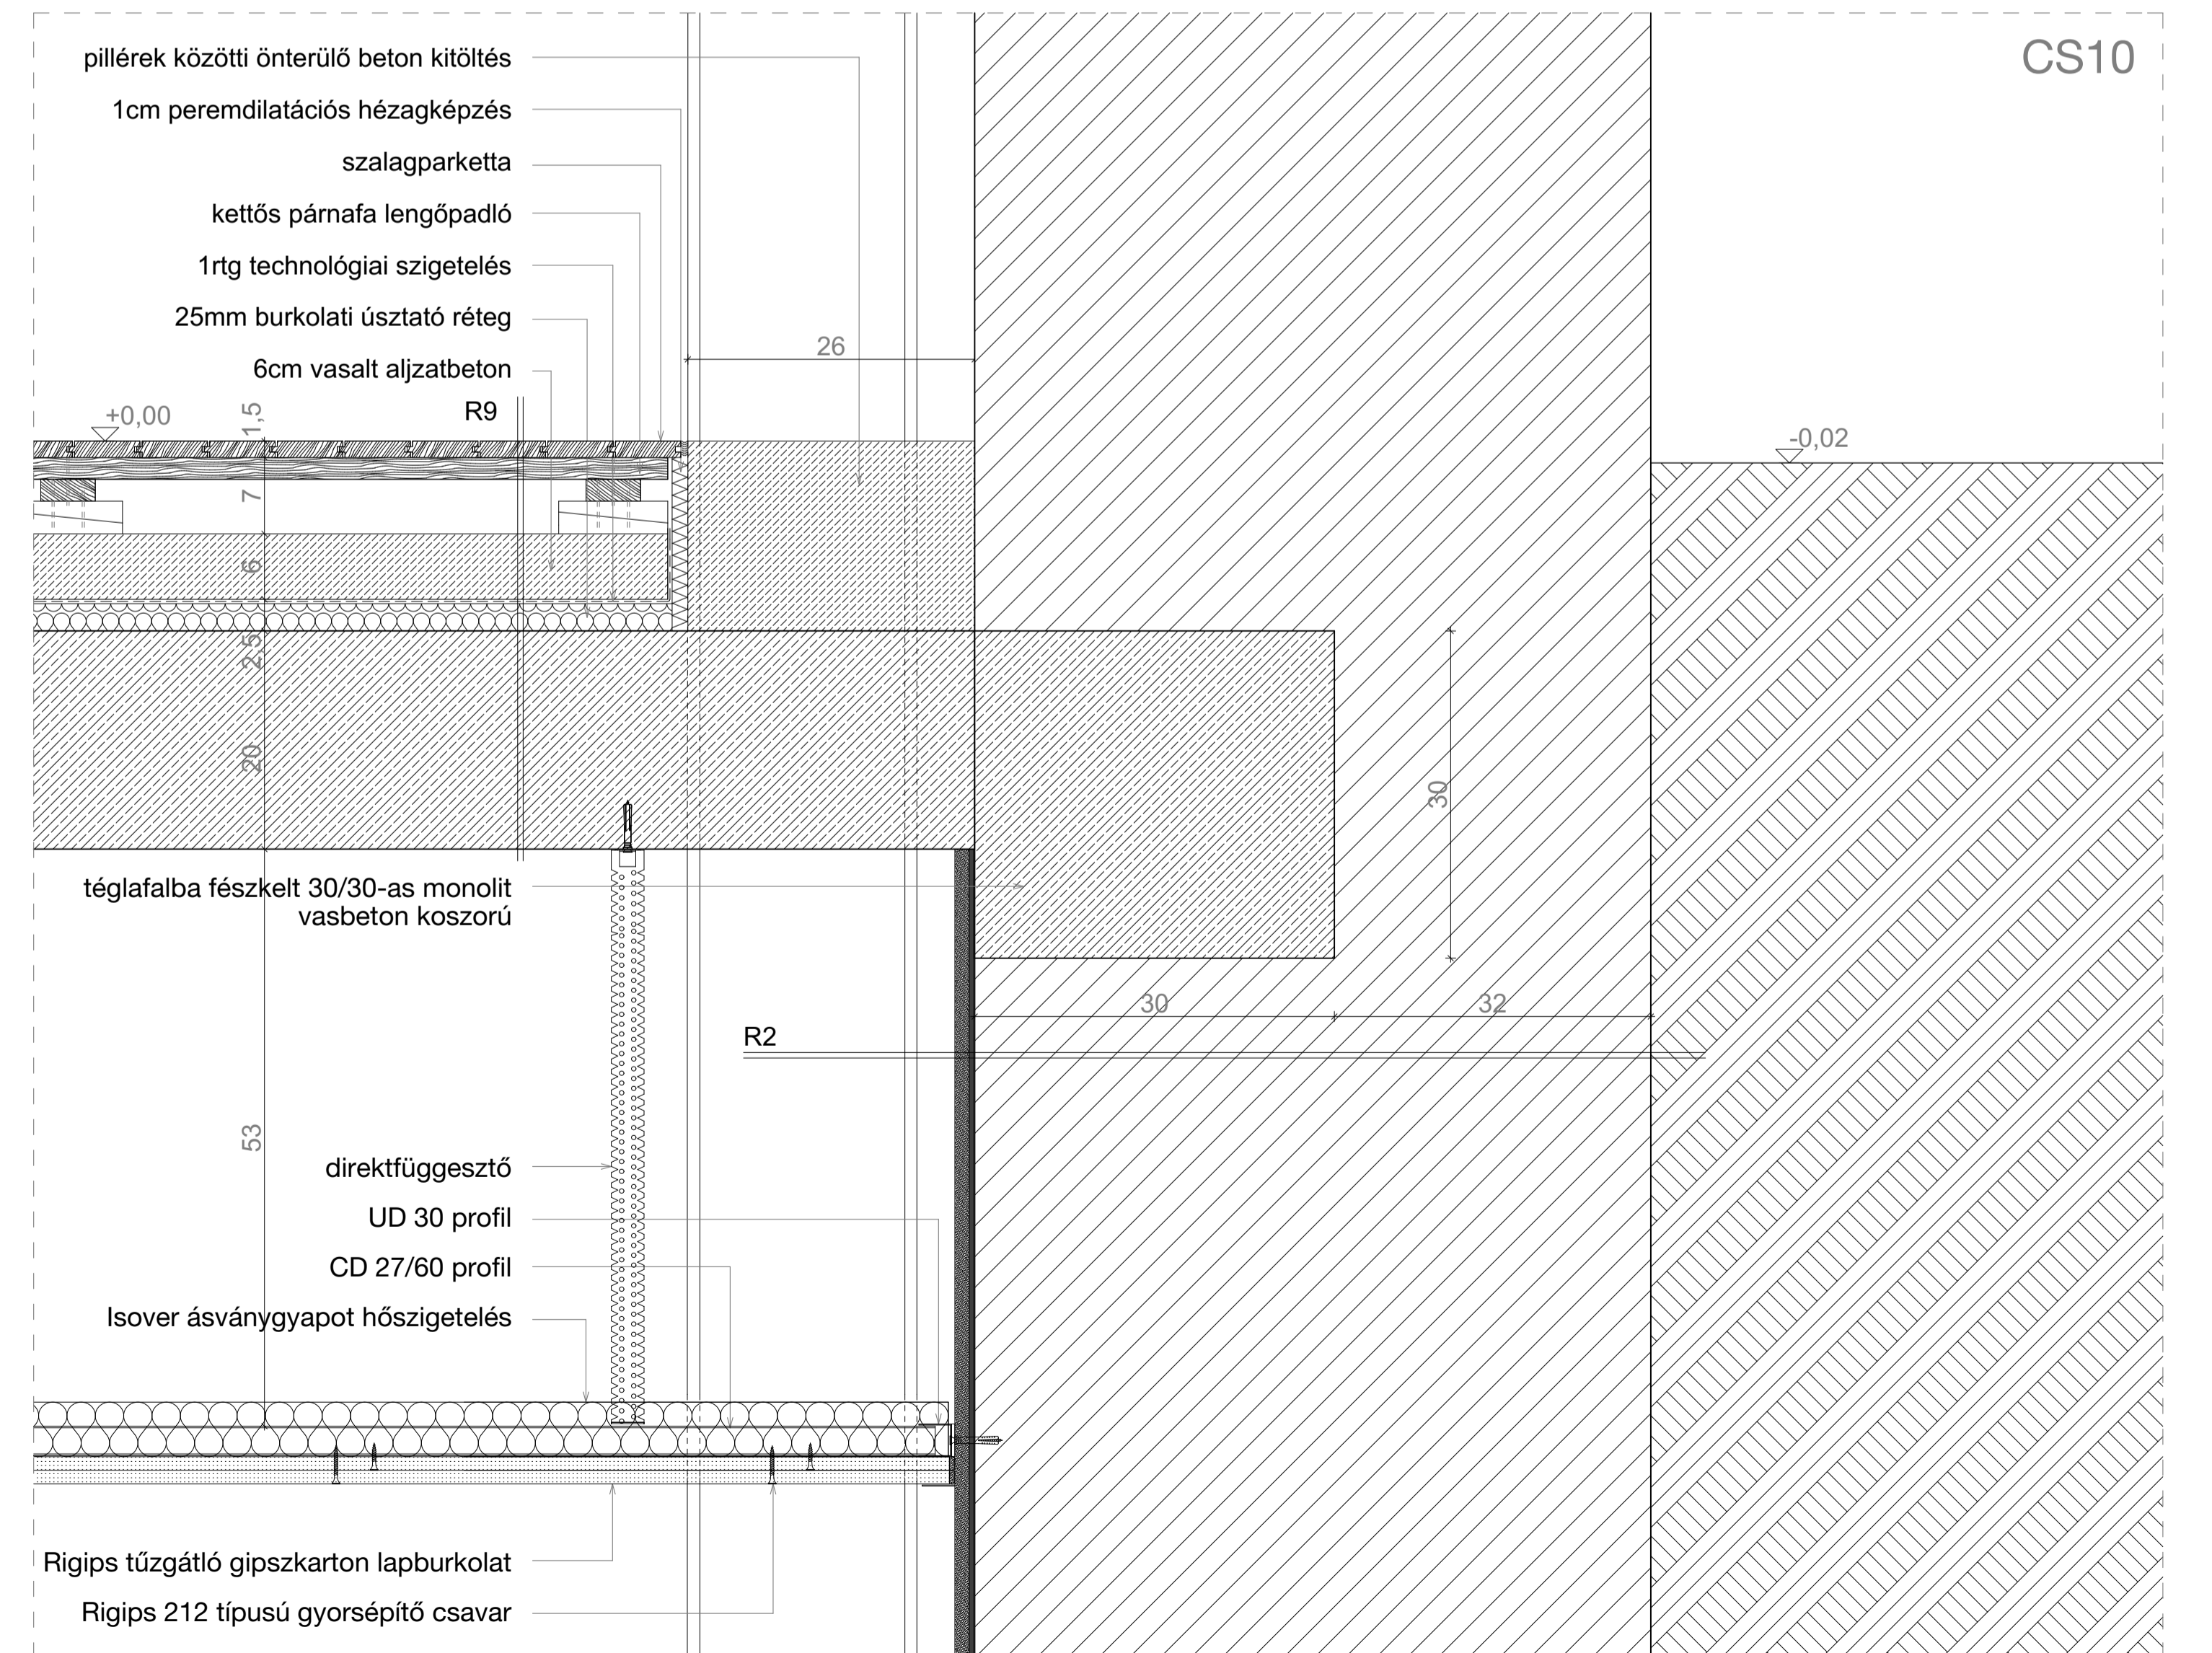 CS10
pillérek közötti önterülő beton kitöltés
1cm peremdilatációs hézagképzés
szalagparketta
kettős párnafa lengőpadló
1rtg technológiai szigetelés
25mm burkolati úsztató réteg
6cm vasalt aljzatbeton
26
R9
+0,00
1,5
-0,02
7
6
2,5
20
30
téglafalba fészkelt 30/30-as monolit
vasbeton koszorú
30
32
R2
53
direktfüggesztő
UD 30 profil
CD 27/60 profil
Isover ásványgyapot hőszigetelés
Rigips tűzgátló gipszkarton lapburkolat
Rigips 212 típusú gyorsépítő csavar